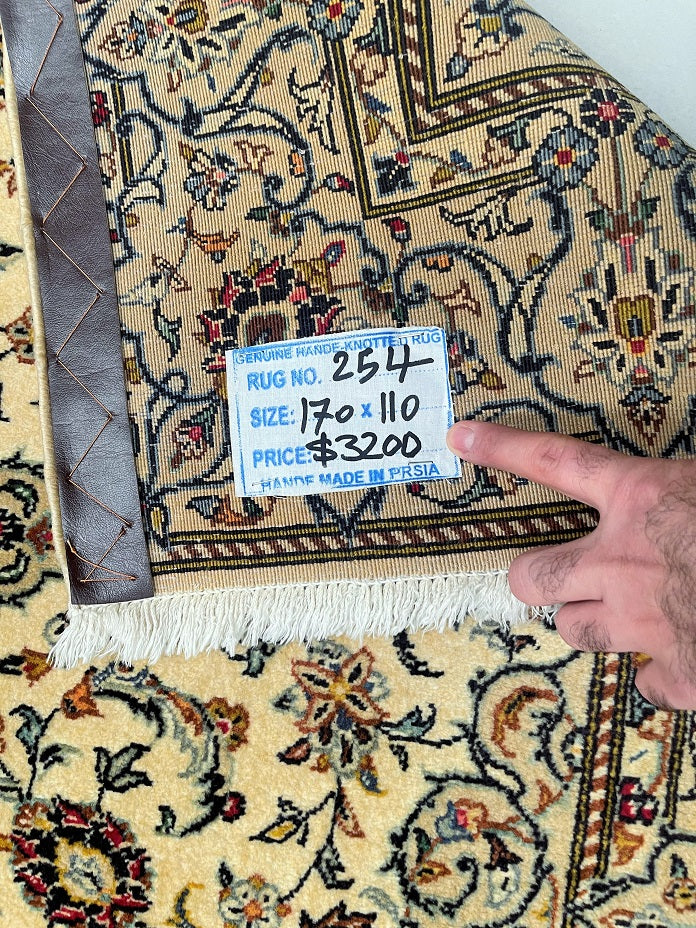 GENUINE HANDE-KNOTTED RUG
RUG NO. 254
SIZE: 170 x 110
PRICE: $3200
HANDE MADE IN PRSIA